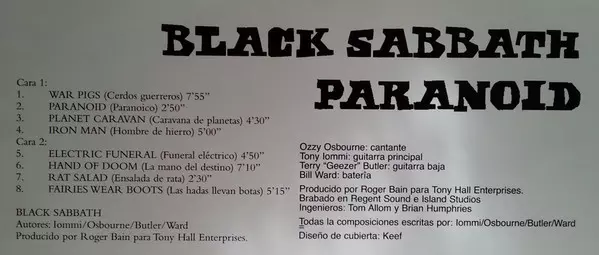 BLACK SABBATH
PARANOID
Cara 1:
1. WAR PIGS (Cerdos guerreros) 7’55”
2. PARANOID (Paranoico) 2’50”
3. PLANET CARAVAN (Caravana de planetas) 4’30”
4. IRON MAN (Hombre de hierro) 5’00”
Cara 2:
5. ELECTRIC FUNERAL (Funeral eléctrico) 4’50”
6. HAND OF DOOM (La mano del destino) 7’10”
7. RAT SALAD (Ensalada de rata) 2’30”
8. FAIRIES WEAR BOOTS (Las hadas llevan botas) 5’15”
BLACK SABBATH
Autores: Iommi/Osbourne/Butler/Ward
Producido por Roger Bain para Tony Hall Enterprises.
Ozzy Osbourne: cantante
Tony Iommi: guitarra principal
Terry “Geezer” Butler: guitarra baja
Bill Ward: batería
Producido por Roger Bain para Tony Hall Enterprises.
Brabado en Regent Sound e Island Studios
Ingenieros: Tom Allom y Brian Humphries
Todas la composiciones escritas por: Iommi/Osbourne/Butler/Ward
Diseño de cubierta: Keef